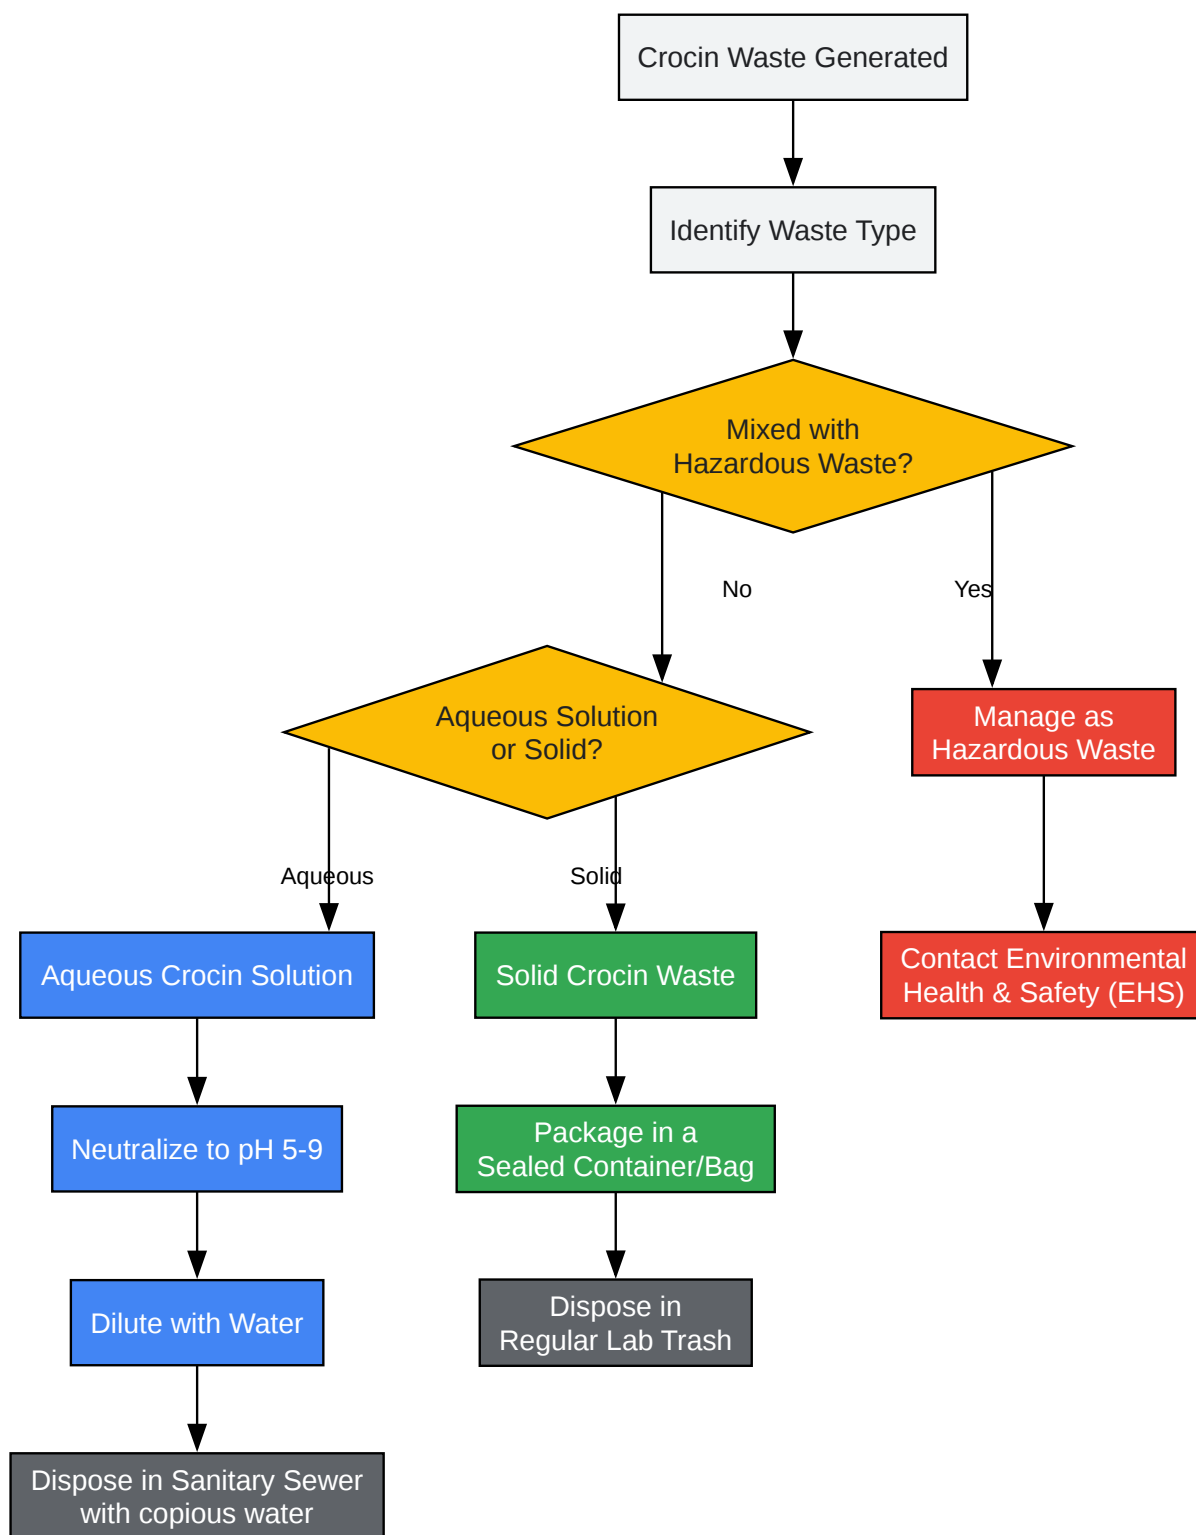 Crocin Waste Generated
Identify Waste Type
Mixed with
Hazardous Waste?
No
Yes
Aqueous Solution
or Solid?
Manage as
Hazardous Waste
Aqueous
Solid
Aqueous Crocin Solution
Solid Crocin Waste
Contact Environmental
Health & Safety (EHS)
Neutralize to pH 5-9
Package in a
Sealed Container/Bag
Dilute with Water
Dispose in
Regular Lab Trash
Dispose in Sanitary Sewer
with copious water